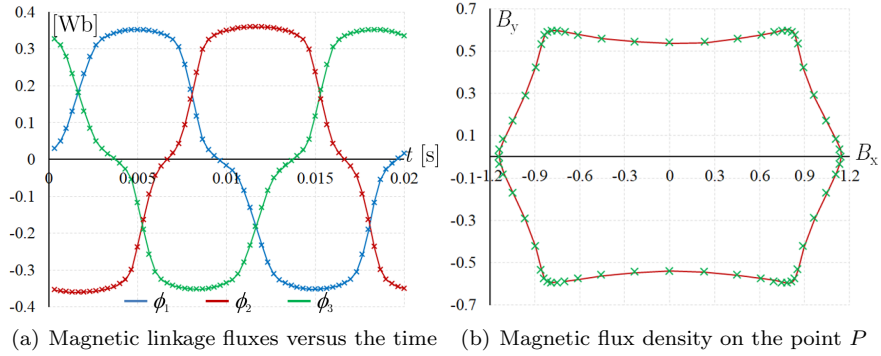 [Wb]
0.4
0.3
0.2
0.1
0
-0.1
-0.2
-0.3
-0.4
0
0.005
0.01
0.015
0.02
t [s]
ϕ1 ϕ2 ϕ3
By
0.7
0.5
0.3
0.1
-0.1
-0.3
-0.5
-0.7
-1.2 -0.9 -0.6 -0.3 0 0.3 0.6 0.9 1.2
Bx
(a) Magnetic linkage fluxes versus the time
(b) Magnetic flux density on the point P